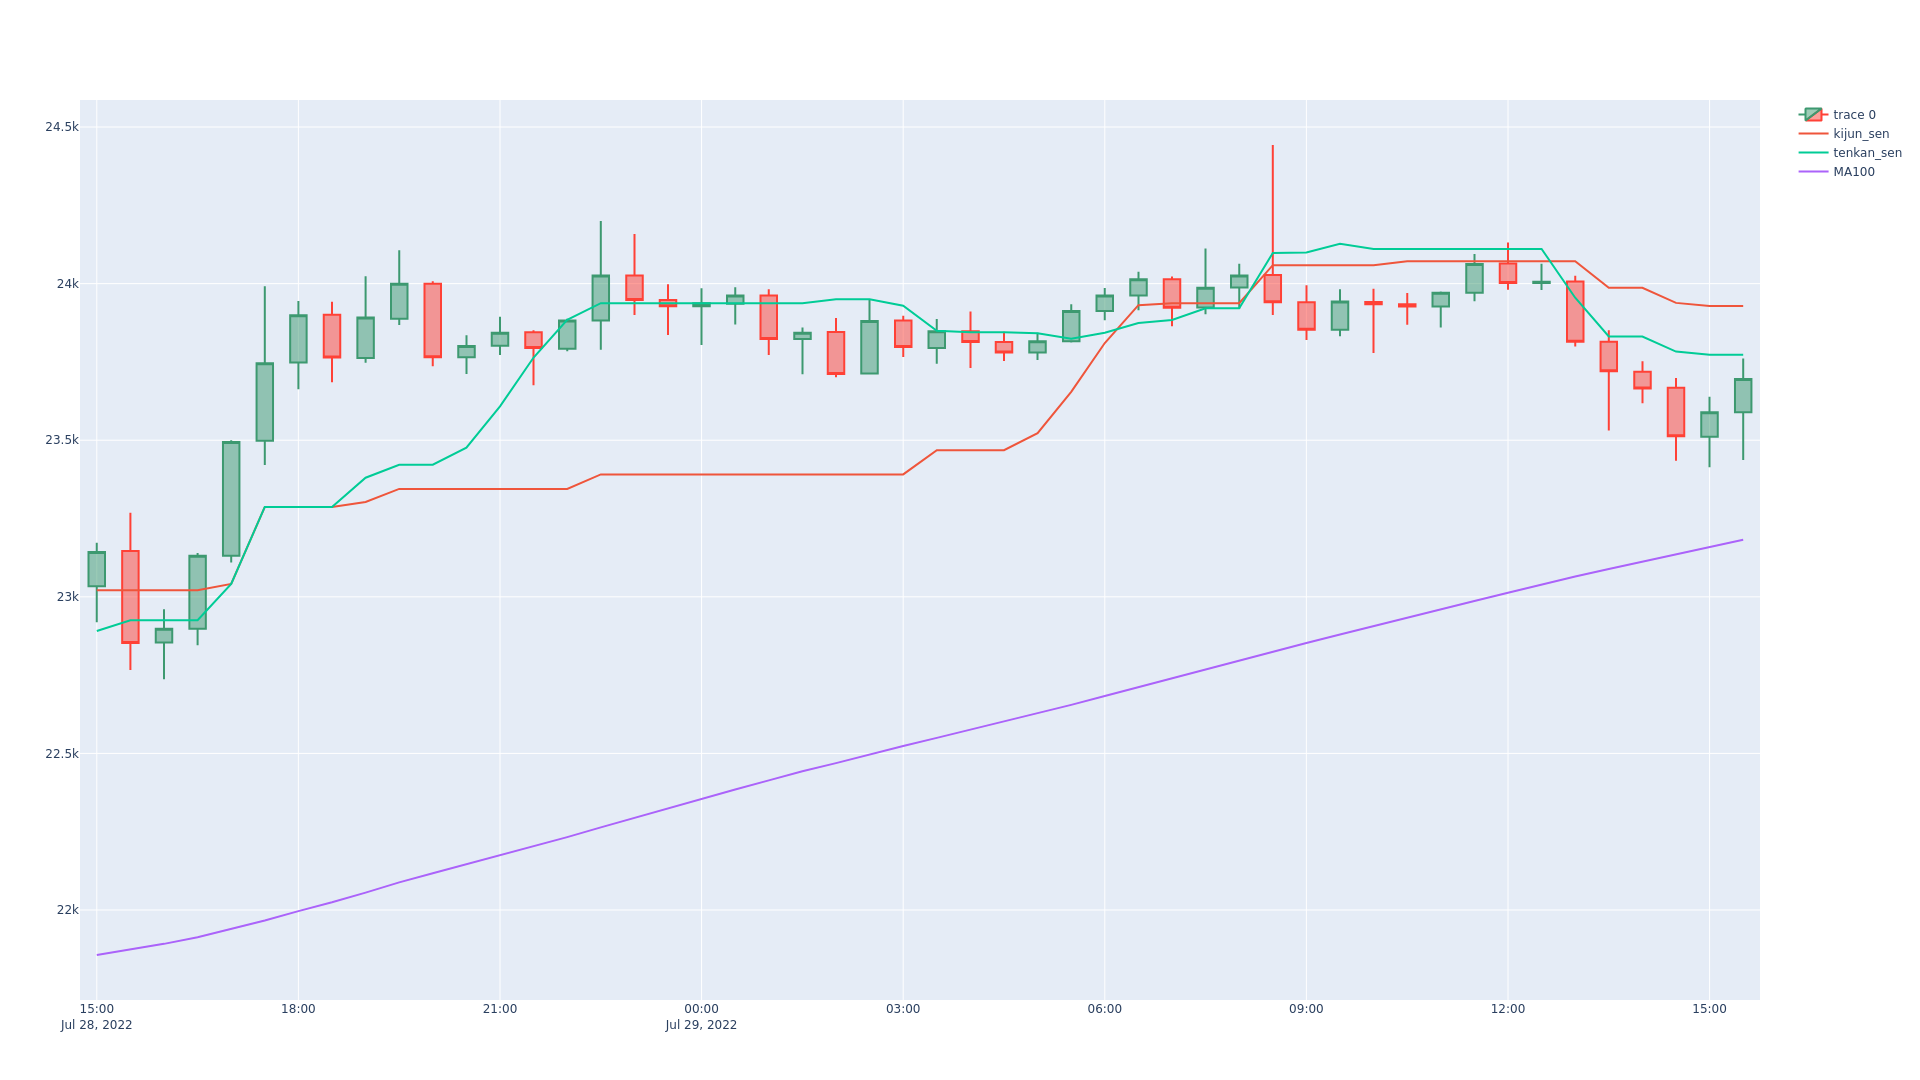 24.5k
24k
23.5k
23k
22.5k
22k
15:00 18:00 21:00 00:00 03:00 06:00 09:00 12:00 15:00
Jul 28, 2022 Jul 29, 2022
trace 0
kijun_sen
tenkan_sen
MA100